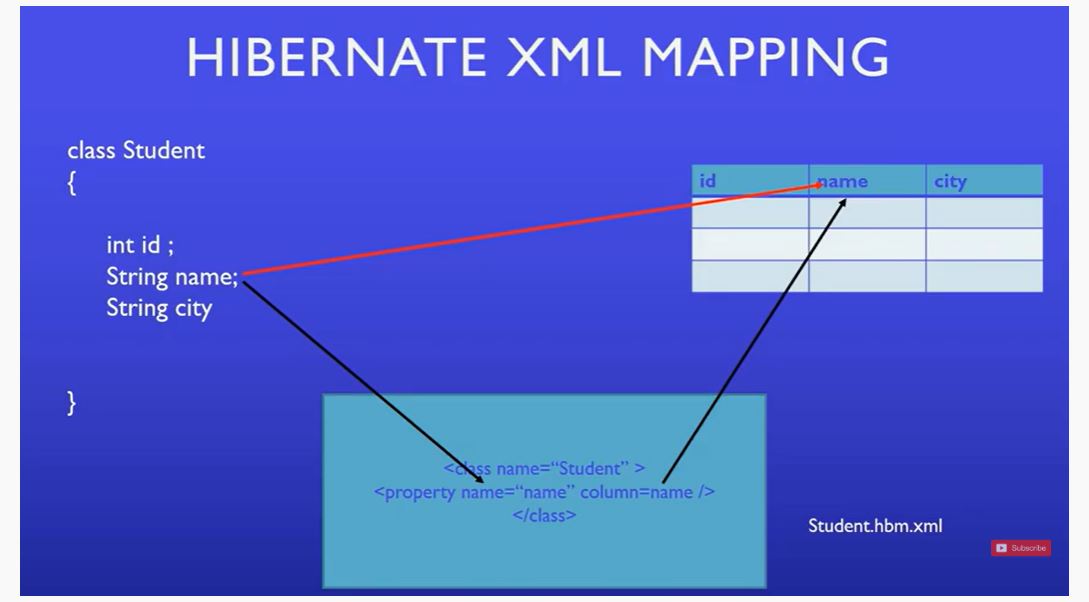 HIBERNATE XML MAPPING
class Student
{
int id ;
String name;
String city
}
id name city
<class name=“Student” >
<property name=“name” column=name />
</class>
Student.hbm.xml
Subscribe